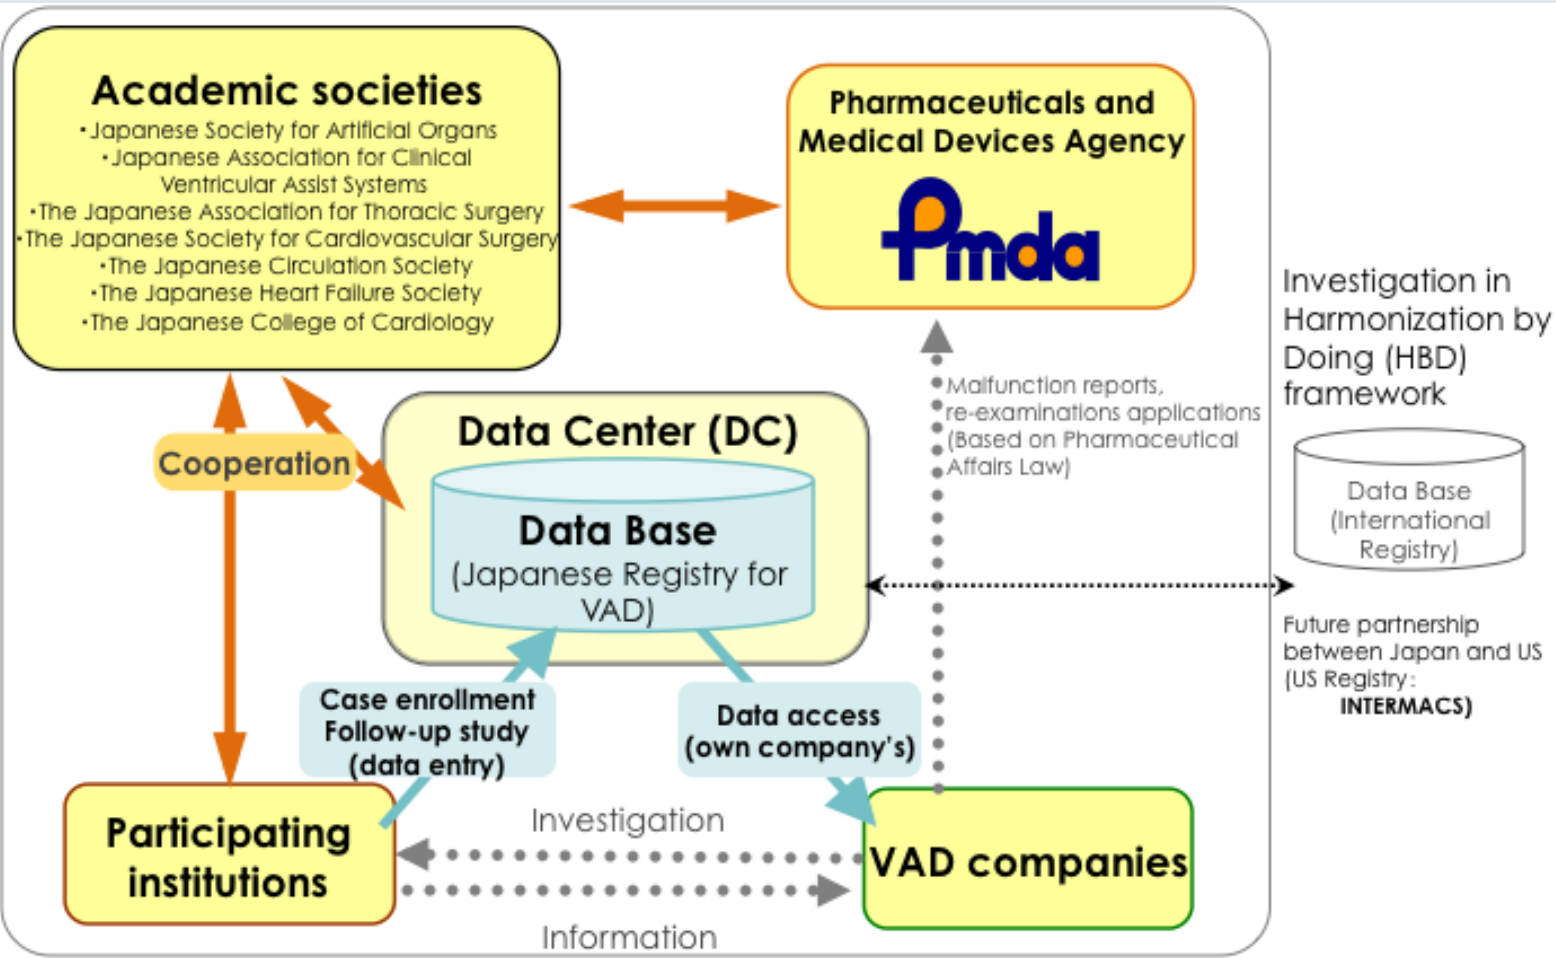 Academic societies
・Japanese Society for Artificial Organs
・Japanese Association for Clinical
Ventricular Assist Systems
・The Japanese Association for Thoracic Surgery
・The Japanese Society for Cardiovascular Surgery
・The Japanese Circulation Society
・The Japanese Heart Failure Society
・The Japanese College of Cardiology
Pharmaceuticals and
Medical Devices Agency
Pmda
Cooperation
Data Center (DC)
Data Base
(Japanese Registry for
VAD)
Malfunction reports,
re-examinations applications
(Based on Pharmaceutical
Affairs Law)
Investigation in
Harmonization by
Doing (HBD)
framework
Data Base
(International
Registry)
Future partnership
between Japan and US
(US Registry:
INTERMACS)
Case enrollment
Follow-up study
(data entry)
Data access
(own company's)
Participating
institutions
Investigation
Information
VAD companies